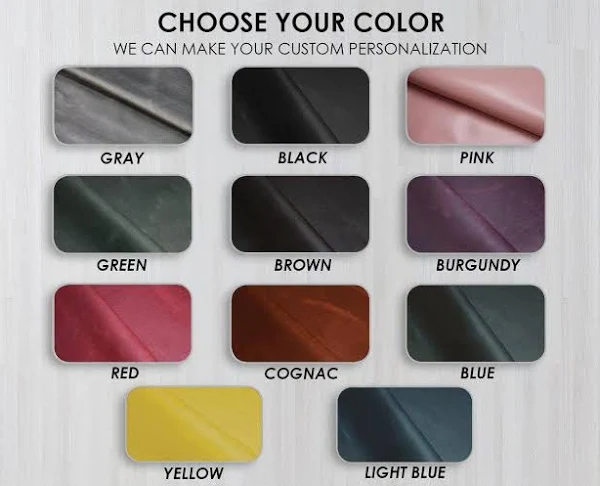 CHOOSE YOUR COLOR
WE CAN MAKE YOUR CUSTOM PERSONALIZATION
GRAY BLACK PINK
GREEN BROWN BURGUNDY
RED COGNAC BLUE
YELLOW LIGHT BLUE